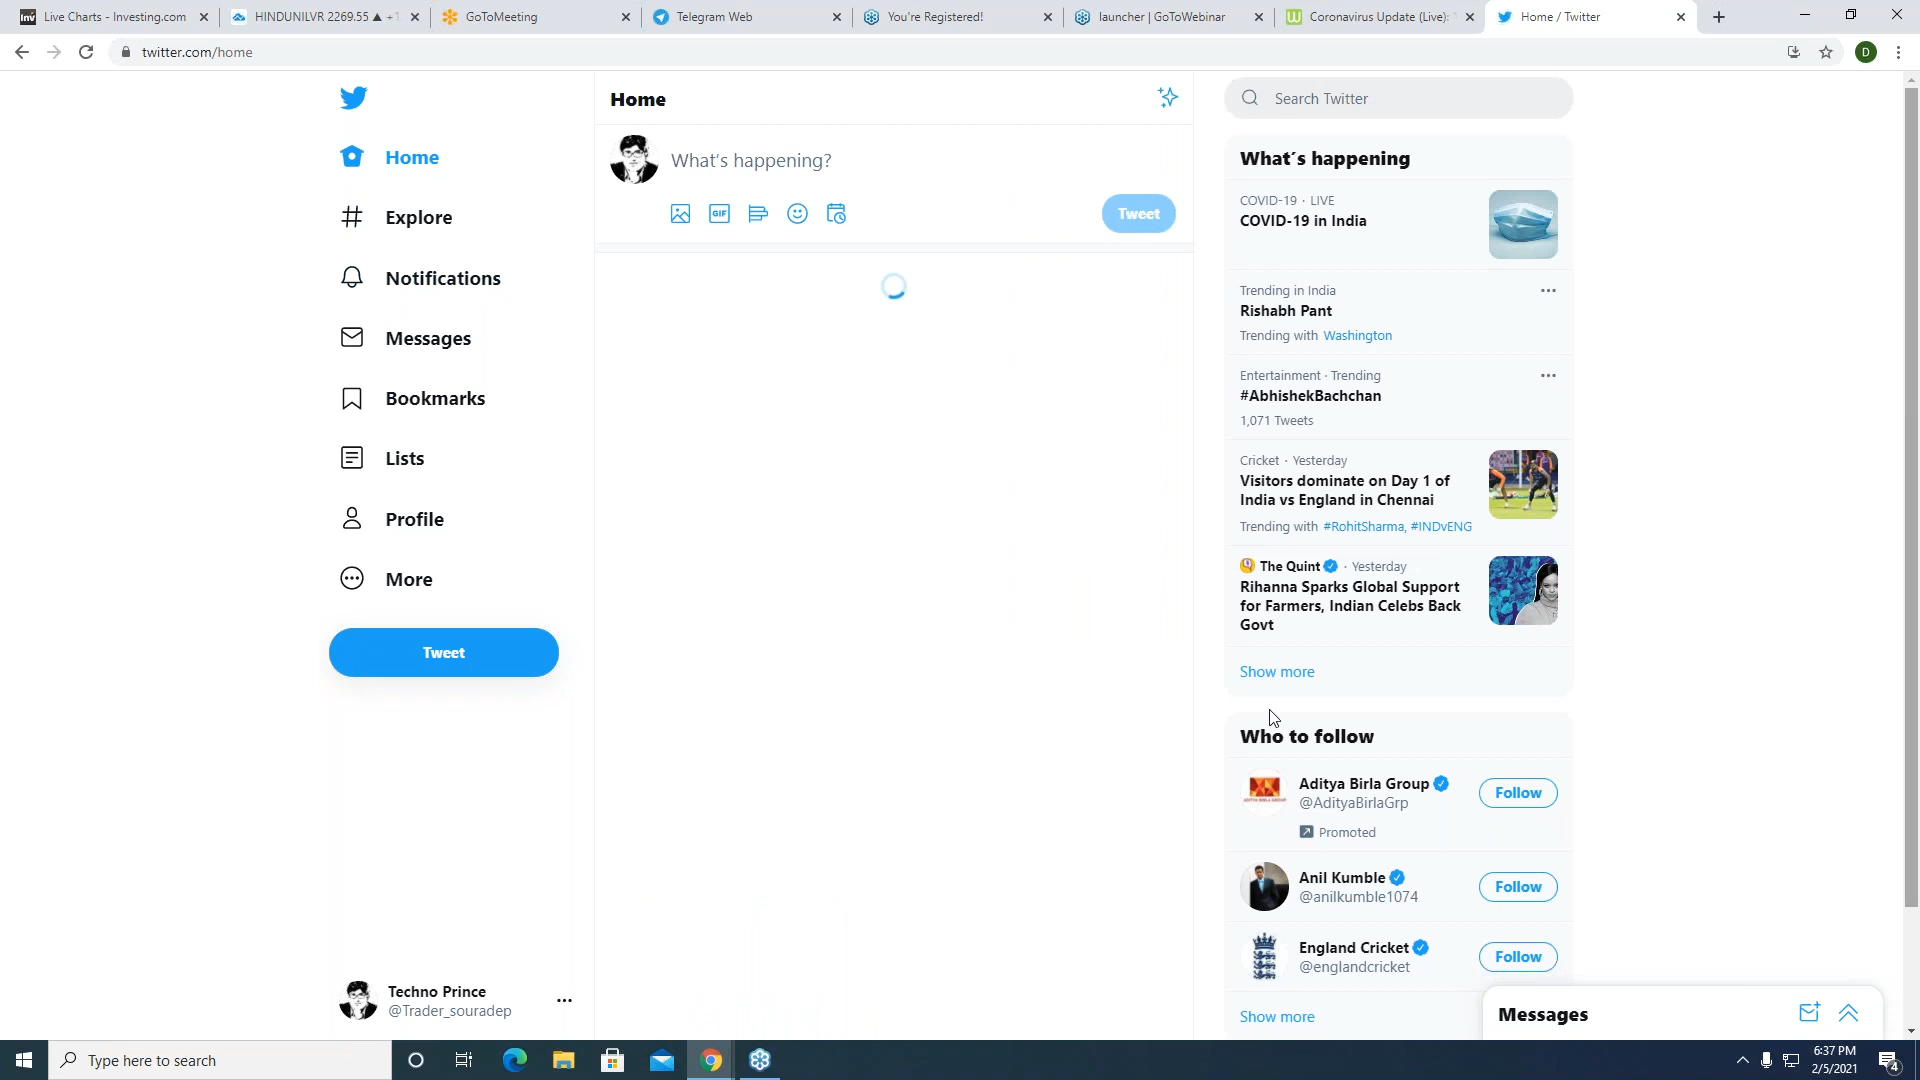 Live Charts - Investing.com
HINDUNILVR 2269.55 ▲ +1
GoToMeeting
Telegram Web
You're Registered!
launcher | GoToWebinar
Coronavirus Update (Live):
Home / Twitter
twitter.com/home
D
Home
Explore
Notifications
Messages
Bookmarks
Lists
Profile
More
Tweet
Techno Prince
@Trader_souradep
Home
What's happening?
GIF
Tweet
Search Twitter
What's happening
COVID-19 · LIVE
COVID-19 in India
Trending in India
Rishabh Pant
Trending with Washington
Entertainment · Trending
#AbhishekBachchan
1,071 Tweets
Cricket · Yesterday
Visitors dominate on Day 1 of
India vs England in Chennai
Trending with #RohitSharma, #INDvENG
The Quint · Yesterday
Rihanna Sparks Global Support
for Farmers, Indian Celebs Back
Govt
Show more
Who to follow
Aditya Birla Group
@AdityaBirlaGrp
Follow
Promoted
Anil Kumble
@anilkumble1074
Follow
England Cricket
@englandcricket
Follow
Show more
Messages
Type here to search
6:37 PM
2/5/2021
4